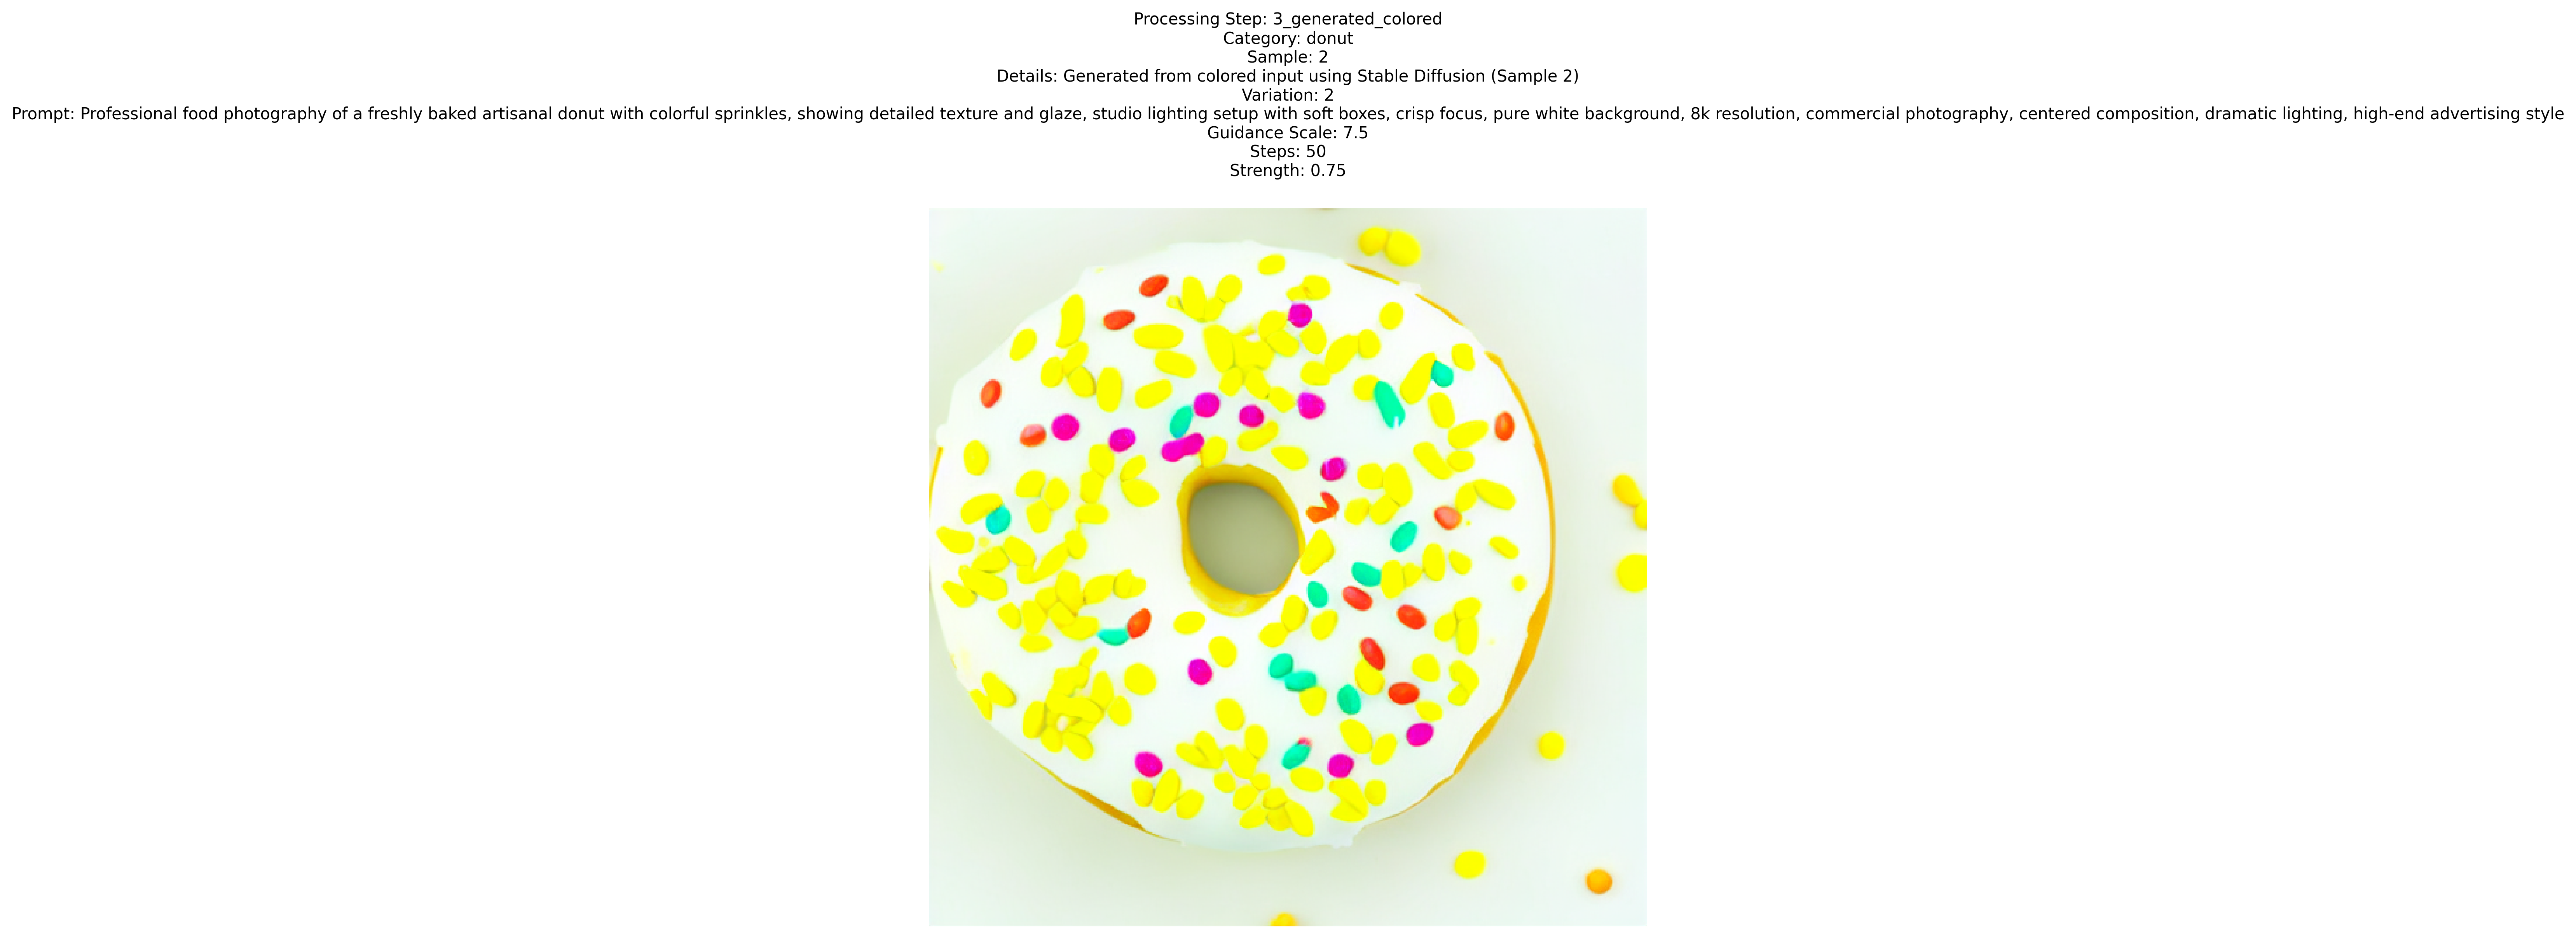 Processing Step: 3_generated_colored
Category: donut
Sample: 2
Details: Generated from colored input using Stable Diffusion (Sample 2)
Variation: 2
Prompt: Professional food photography of a freshly baked artisanal donut with colorful sprinkles, showing detailed texture and glaze, studio lighting setup with soft boxes, crisp focus, pure white background, 8k resolution, commercial photography, centered composition, dramatic lighting, high-end advertising style
Guidance Scale: 7.5
Steps: 50
Strength: 0.75